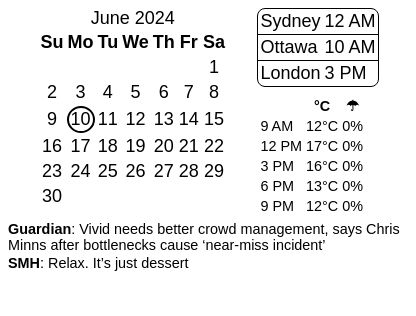 June 2024
Su Mo Tu We Th Fr Sa
1
2 3 4 5 6 7 8
9 10 11 12 13 14 15
16 17 18 19 20 21 22
23 24 25 26 27 28 29
30
Sydney 12 AM
Ottawa 10 AM
London 3 PM
°C ☂
9 AM 12°C 0%
12 PM 17°C 0%
3 PM 16°C 0%
6 PM 13°C 0%
9 PM 12°C 0%
Guardian: Vivid needs better crowd management, says Chris
Minns after bottlenecks cause ‘near-miss incident’
SMH: Relax. It’s just dessert